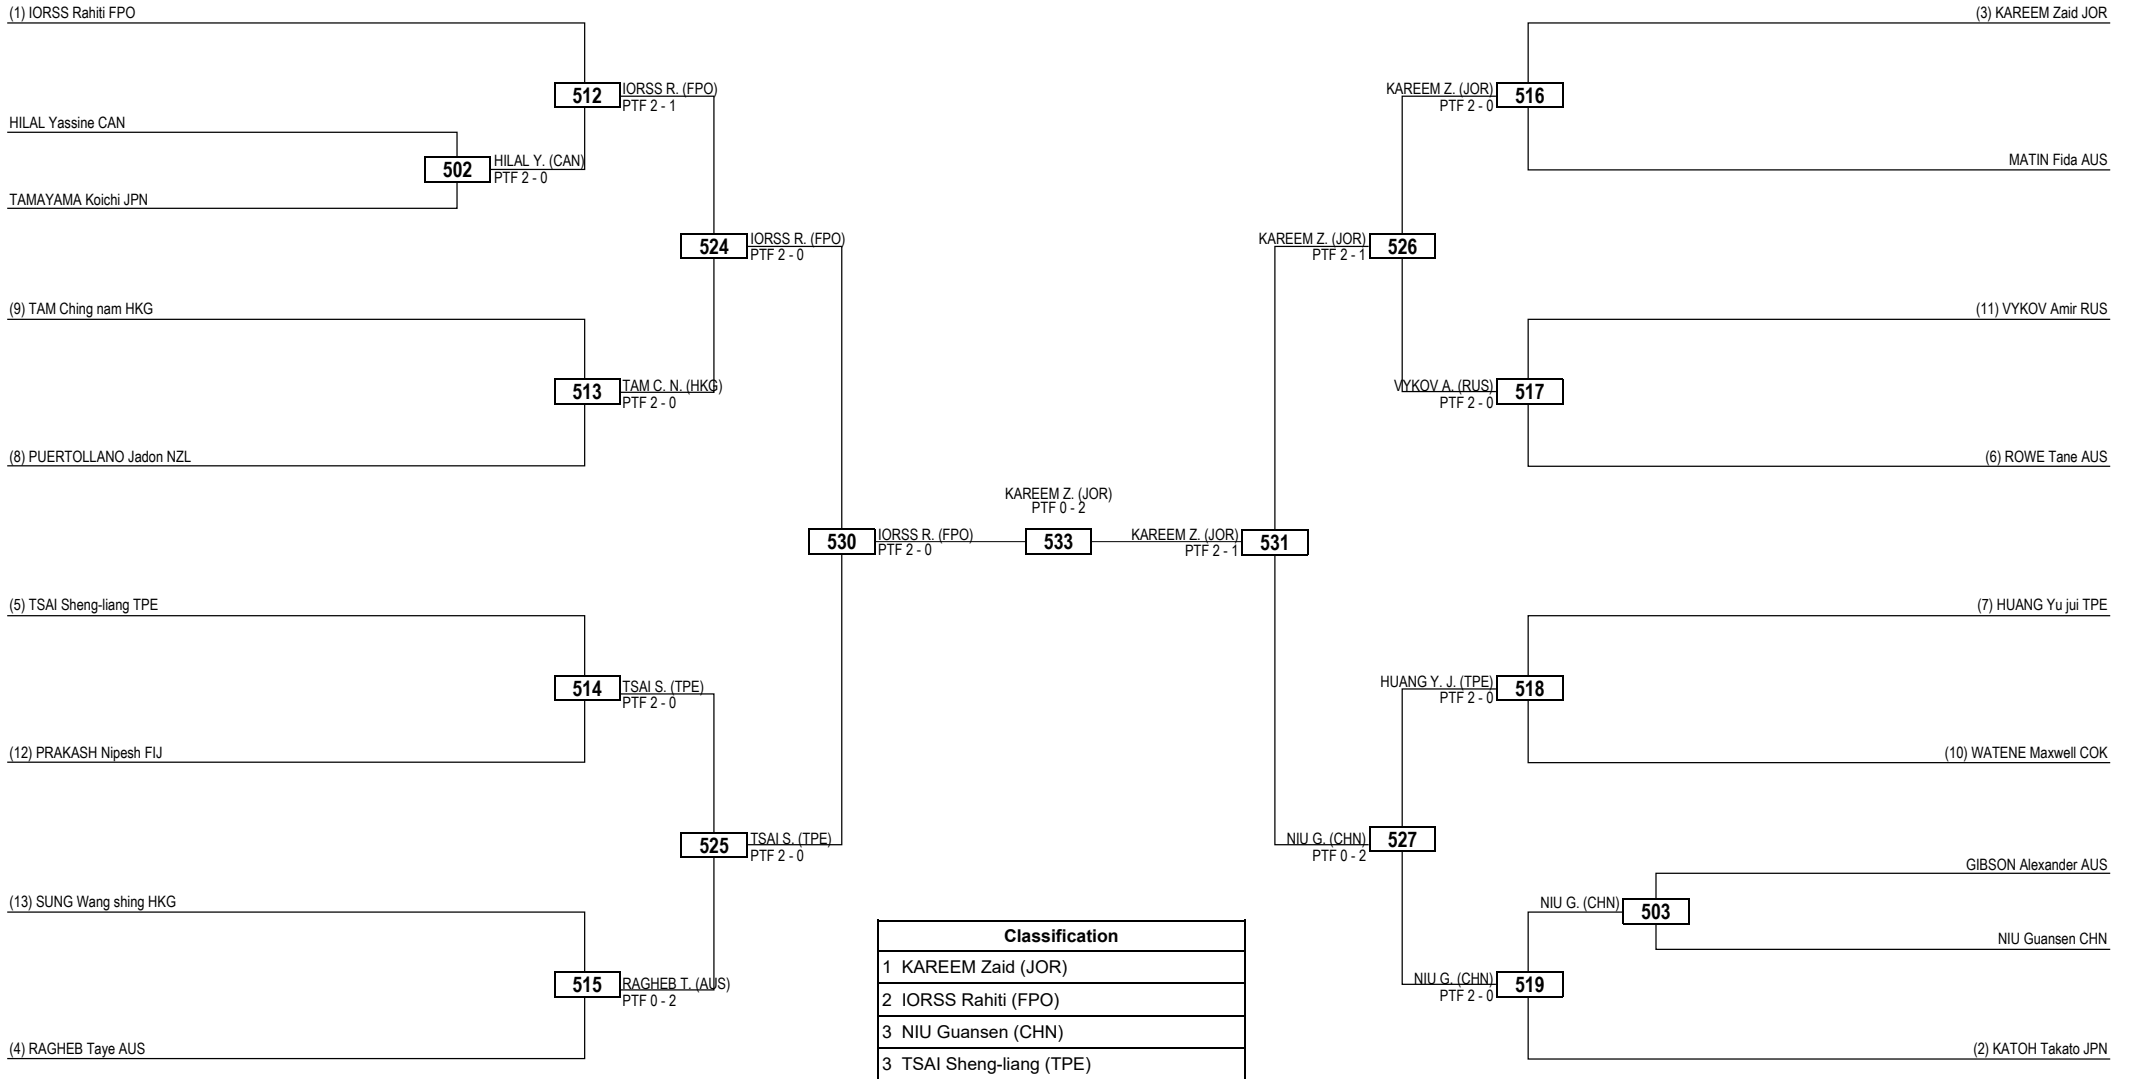 (1) IORSS Rahiti FPO
(3) KAREEM Zaid JOR
512
IORSS R. (FPO)
PTF 2 - 1
KAREEM Z. (JOR)
PTF 2 - 0
516
HILAL Yassine CAN
502
HILAL Y. (CAN)
PTF 2 - 0
MATIN Fida AUS
TAMAYAMA Koichi JPN
524
IORSS R. (FPO)
PTF 2 - 0
KAREEM Z. (JOR)
PTF 2 - 1
526
(9) TAM Ching nam HKG
(11) VYKOV Amir RUS
513
TAM C. N. (HKG)
PTF 2 - 0
VYKOV A. (RUS)
PTF 2 - 0
517
(8) PUERTOLLANO Jadon NZL
(6) ROWE Tane AUS
KAREEM Z. (JOR)
PTF 0 - 2
530
IORSS R. (FPO)
PTF 2 - 0
533
KAREEM Z. (JOR)
PTF 2 - 1
531
(5) TSAI Sheng-liang TPE
(7) HUANG Yu jui TPE
514
TSAI S. (TPE)
PTF 2 - 0
HUANG Y. J. (TPE)
PTF 2 - 0
518
(12) PRAKASH Nipesh FIJ
(10) WATENE Maxwell COK
525
TSAI S. (TPE)
PTF 2 - 0
NIU G. (CHN)
PTF 0 - 2
527
GIBSON Alexander AUS
(13) SUNG Wang shing HKG
NIU G. (CHN)
503
NIU Guansen CHN
515
RAGHEB T. (AUS)
PTF 0 - 2
NIU G. (CHN)
PTF 2 - 0
519
(4) RAGHEB Taye AUS
(2) KATOH Takato JPN
Classification
1 KAREEM Zaid (JOR)
2 IORSS Rahiti (FPO)
3 NIU Guansen (CHN)
3 TSAI Sheng-liang (TPE)